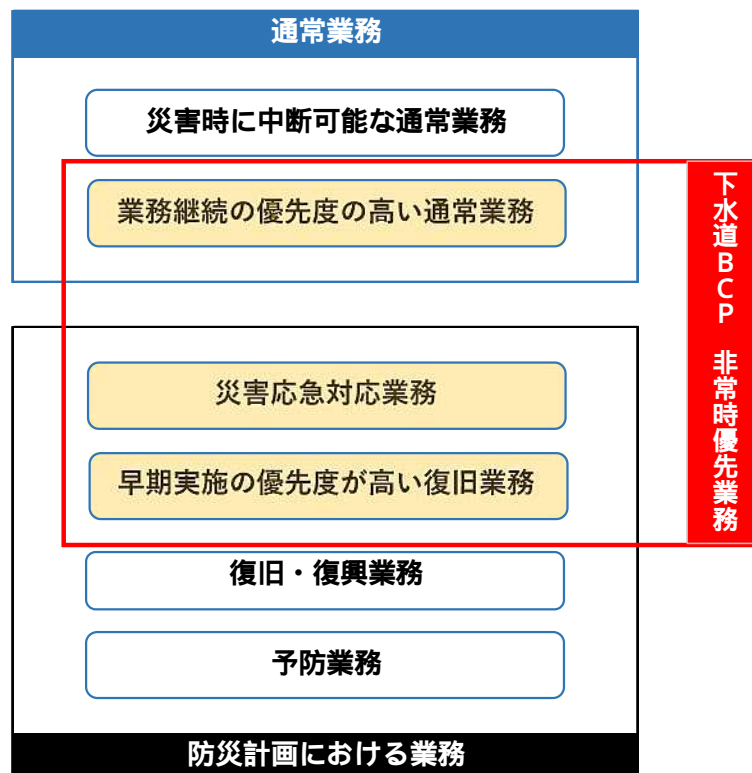 通常業務
災害時に中断可能な通常業務
業務継続の優先度の高い通常業務
下水道BCP 非常時優先業務
災害応急対応業務
早期実施の優先度が高い復旧業務
復旧・復興業務
予防業務
防災計画における業務